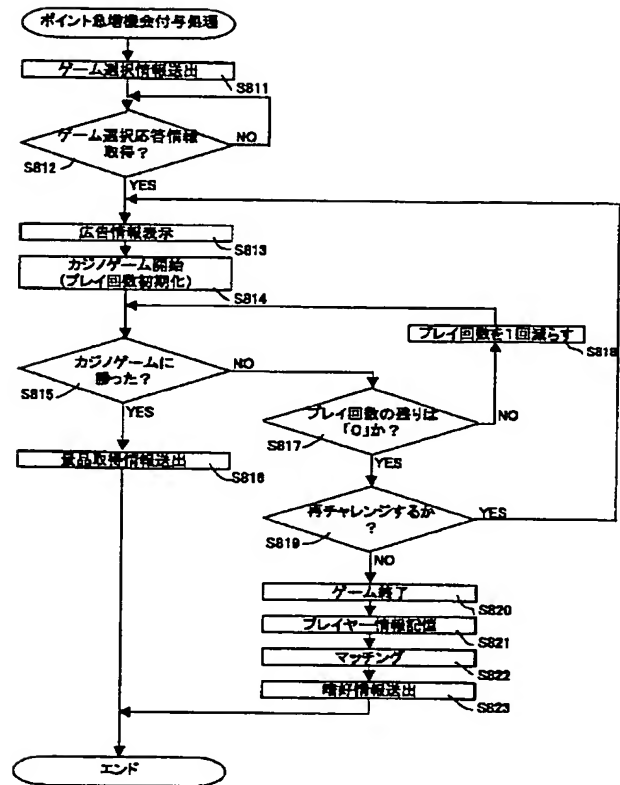 ポイント急増機会付与処理
ゲーム選択情報送出
S811
ゲーム選択応答情報
取得?
NO
S812
YES
広告情報表示
S813
カジノゲーム開始
(プレイ回数初期化)
S814
プレイ回数を1回減らす
S818
カジノゲームに
勝った?
NO
S815
YES
プレイ回数の残りは
「0」か?
NO
S817
YES
景品取得情報送出
S816
再チャレンジするか
?
YES
S819
NO
ゲーム終了
S820
プレイヤー情報記憶
S821
マッチング
S822
嗜好情報送出
S823
エンド